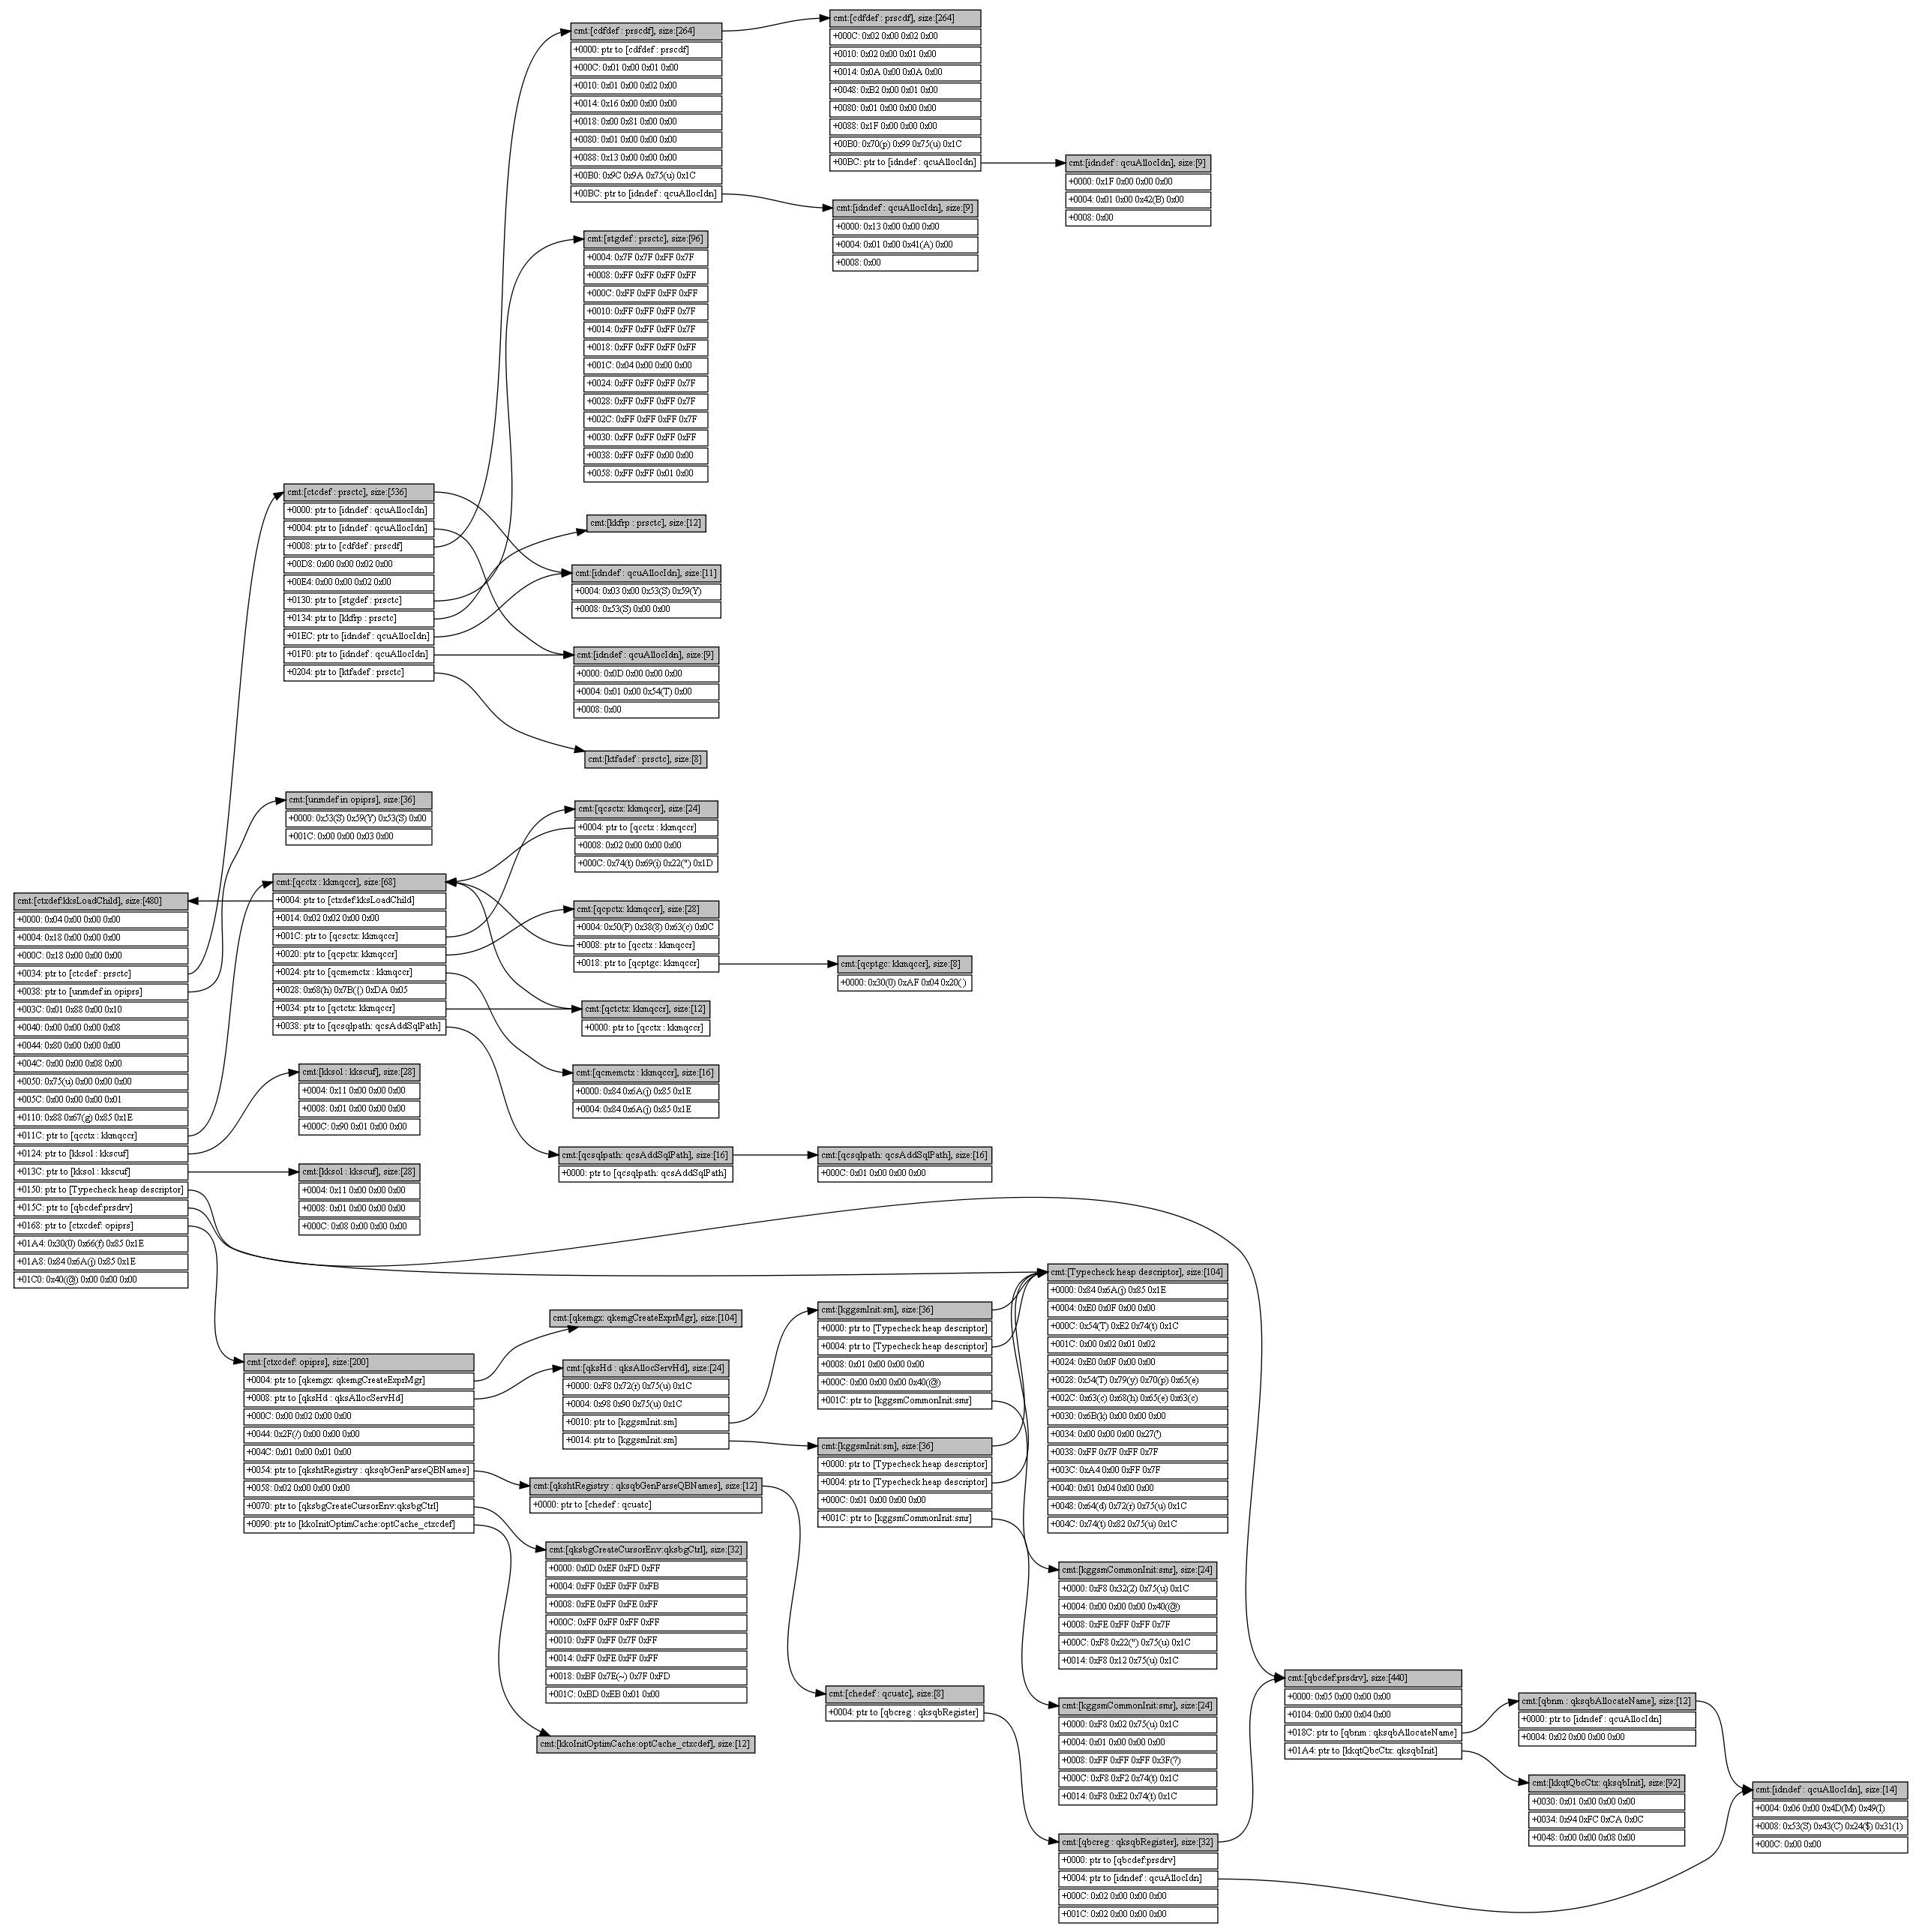 cmt:[cdfdef : prscdf], size:[264]
+0000: ptr to [cdfdef : prscdf]
+000C: 0x01 0x00 0x01 0x00
+0010: 0x01 0x00 0x02 0x00
+0014: 0x16 0x00 0x00 0x00
+0018: 0x00 0x81 0x00 0x00
+0080: 0x01 0x00 0x00 0x00
+0088: 0x13 0x00 0x00 0x00
+00B0: 0x9C 0x9A 0x75(u) 0x1C
+00BC: ptr to [idndef : qcuAllocIdn]
cmt:[cdfdef : prscdf], size:[264]
+000C: 0x02 0x00 0x02 0x00
+0010: 0x02 0x00 0x01 0x00
+0014: 0x0A 0x00 0x0A 0x00
+0048: 0xB2 0x00 0x01 0x00
+0080: 0x01 0x00 0x00 0x00
+0088: 0x1F 0x00 0x00 0x00
+00B0: 0x70(p) 0x99 0x75(u) 0x1C
+00BC: ptr to [idndef : qcuAllocIdn]
cmt:[idndef : qcuAllocIdn], size:[9]
+0000: 0x1F 0x00 0x00 0x00
+0004: 0x01 0x00 0x42(B) 0x00
+0008: 0x00
cmt:[idndef : qcuAllocIdn], size:[9]
+0000: 0x13 0x00 0x00 0x00
+0004: 0x01 0x00 0x41(A) 0x00
+0008: 0x00
cmt:[stgdef : prsctc], size:[96]
+0004: 0x7F 0x7F 0xFF 0x7F
+0008: 0xFF 0xFF 0xFF 0xFF
+000C: 0xFF 0xFF 0xFF 0xFF
+0010: 0xFF 0xFF 0xFF 0x7F
+0014: 0xFF 0xFF 0xFF 0x7F
+0018: 0xFF 0xFF 0xFF 0xFF
+001C: 0x04 0x00 0x00 0x00
+0024: 0xFF 0xFF 0xFF 0x7F
+0028: 0xFF 0xFF 0xFF 0x7F
+002C: 0xFF 0xFF 0xFF 0x7F
+0030: 0xFF 0xFF 0xFF 0xFF
+0038: 0xFF 0xFF 0x00 0x00
+0058: 0xFF 0xFF 0x01 0x00
cmt:[ctcdef : prsctc], size:[536]
+0000: ptr to [idndef : qcuAllocIdn]
+0004: ptr to [idndef : qcuAllocIdn]
+0008: ptr to [cdfdef : prscdf]
+00D8: 0x00 0x00 0x02 0x00
+00E4: 0x00 0x00 0x02 0x00
+0130: ptr to [stgdef : prsctc]
+0134: ptr to [kkfrp : prsctc]
+01EC: ptr to [idndef : qcuAllocIdn]
+01F0: ptr to [idndef : qcuAllocIdn]
+0204: ptr to [ktfadef : prsctc]
cmt:[kkfrp : prsctc], size:[12]
cmt:[idndef : qcuAllocIdn], size:[11]
+0004: 0x03 0x00 0x53(S) 0x59(Y)
+0008: 0x53(S) 0x00 0x00
cmt:[idndef : qcuAllocIdn], size:[9]
+0000: 0x0D 0x00 0x00 0x00
+0004: 0x01 0x00 0x54(T) 0x00
+0008: 0x00
cmt:[ktfadef : prsctc], size:[8]
cmt:[unmdef in opiprs], size:[36]
+0000: 0x53(S) 0x59(Y) 0x53(S) 0x00
+001C: 0x00 0x00 0x03 0x00
cmt:[qcsctx: kkmqccr], size:[24]
+0004: ptr to [qcctx : kkmqccr]
+0008: 0x02 0x00 0x00 0x00
+000C: 0x74(t) 0x69(i) 0x22(") 0x1D
cmt:[ctxdef:kksLoadChild], size:[480]
+0000: 0x04 0x00 0x00 0x00
+0004: 0x18 0x00 0x00 0x00
+000C: 0x18 0x00 0x00 0x00
+0034: ptr to [ctcdef : prsctc]
+0038: ptr to [unmdef in opiprs]
+003C: 0x01 0x88 0x00 0x10
+0040: 0x00 0x00 0x00 0x08
+0044: 0x80 0x00 0x00 0x00
+004C: 0x00 0x00 0x08 0x00
+0050: 0x75(u) 0x00 0x00 0x00
+005C: 0x00 0x00 0x00 0x01
+0110: 0x88 0x67(g) 0x85 0x1E
+011C: ptr to [qcctx : kkmqccr]
+0124: ptr to [kksol : kkscuf]
+013C: ptr to [kksol : kkscuf]
+0150: ptr to [Typecheck heap descriptor]
+015C: ptr to [qbcdef:prsdrv]
+0168: ptr to [ctxcdef: opiprs]
+01A4: 0x30(0) 0x66(f) 0x85 0x1E
+01A8: 0x84 0x6A(j) 0x85 0x1E
+01C0: 0x40(@) 0x00 0x00 0x00
cmt:[qcctx : kkmqccr], size:[68]
+0004: ptr to [ctxdef:kksLoadChild]
+0014: 0x02 0x02 0x00 0x00
+001C: ptr to [qcsctx: kkmqccr]
+0020: ptr to [qcpctx: kkmqccr]
+0024: ptr to [qcmemctx : kkmqccr]
+0028: 0x68(h) 0x7B({) 0xDA 0x05
+0034: ptr to [qctctx: kkmqccr]
+0038: ptr to [qcsqlpath: qcsAddSqlPath]
cmt:[qcpctx: kkmqccr], size:[28]
+0004: 0x50(P) 0x38(8) 0x63(c) 0x0C
+0008: ptr to [qcctx : kkmqccr]
+0018: ptr to [qcptgc: kkmqccr]
cmt:[qcptgc: kkmqccr], size:[8]
+0000: 0x30(0) 0xAF 0x04 0x20( )
cmt:[qctctx: kkmqccr], size:[12]
+0000: ptr to [qcctx : kkmqccr]
cmt:[kksol : kkscuf], size:[28]
+0004: 0x11 0x00 0x00 0x00
+0008: 0x01 0x00 0x00 0x00
+000C: 0x90 0x01 0x00 0x00
cmt:[qcmemctx : kkmqccr], size:[16]
+0000: 0x84 0x6A(j) 0x85 0x1E
+0004: 0x84 0x6A(j) 0x85 0x1E
cmt:[qcsqlpath: qcsAddSqlPath], size:[16]
+0000: ptr to [qcsqlpath: qcsAddSqlPath]
cmt:[qcsqlpath: qcsAddSqlPath], size:[16]
+000C: 0x01 0x00 0x00 0x00
cmt:[kksol : kkscuf], size:[28]
+0004: 0x11 0x00 0x00 0x00
+0008: 0x01 0x00 0x00 0x00
+000C: 0x08 0x00 0x00 0x00
cmt:[Typecheck heap descriptor], size:[104]
+0000: 0x84 0x6A(j) 0x85 0x1E
+0004: 0xE0 0x0F 0x00 0x00
+000C: 0x54(T) 0xE2 0x74(t) 0x1C
+001C: 0x00 0x02 0x01 0x02
+0024: 0xE0 0x0F 0x00 0x00
+0028: 0x54(T) 0x79(y) 0x70(p) 0x65(e)
+002C: 0x63(c) 0x68(h) 0x65(e) 0x63(c)
+0030: 0x6B(k) 0x00 0x00 0x00
+0034: 0x00 0x00 0x00 0x27(')
+0038: 0xFF 0x7F 0xFF 0x7F
+003C: 0xA4 0x00 0xFF 0x7F
+0040: 0x01 0x04 0x00 0x00
+0048: 0x64(d) 0x72(r) 0x75(u) 0x1C
+004C: 0x74(t) 0x82 0x75(u) 0x1C
cmt:[kggsmInit:sm], size:[36]
+0000: ptr to [Typecheck heap descriptor]
+0004: ptr to [Typecheck heap descriptor]
+0008: 0x01 0x00 0x00 0x00
+000C: 0x00 0x00 0x00 0x40(@)
+001C: ptr to [kggsmCommonInit:smr]
cmt:[qkemgx: qkemgCreateExprMgr], size:[104]
cmt:[ctxcdef: opiprs], size:[200]
+0004: ptr to [qkemgx: qkemgCreateExprMgr]
+0008: ptr to [qksHd : qksAllocServHd]
+000C: 0x00 0x02 0x00 0x00
+0044: 0x2F(/) 0x00 0x00 0x00
+004C: 0x01 0x00 0x01 0x00
+0054: ptr to [qkshtRegistry : qksqbGenParseQBNames]
+0058: 0x02 0x00 0x00 0x00
+0070: ptr to [qksbgCreateCursorEnv:qksbgCtrl]
+0090: ptr to [kkoInitOptimCache:optCache_ctxcdef]
cmt:[qksHd : qksAllocServHd], size:[24]
+0000: 0xF8 0x72(r) 0x75(u) 0x1C
+0004: 0x98 0x90 0x75(u) 0x1C
+0010: ptr to [kggsmInit:sm]
+0014: ptr to [kggsmInit:sm]
cmt:[kggsmInit:sm], size:[36]
+0000: ptr to [Typecheck heap descriptor]
+0004: ptr to [Typecheck heap descriptor]
+000C: 0x01 0x00 0x00 0x00
+001C: ptr to [kggsmCommonInit:smr]
cmt:[qkshtRegistry : qksqbGenParseQBNames], size:[12]
+0000: ptr to [chedef : qcuatc]
cmt:[qksbgCreateCursorEnv:qksbgCtrl], size:[32]
+0000: 0x0D 0xEF 0xFD 0xFF
+0004: 0xFF 0xEF 0xFF 0xFB
+0008: 0xFE 0xFF 0xFE 0xFF
+000C: 0xFF 0xFF 0xFF 0xFF
+0010: 0xFF 0xFF 0x7F 0xFF
+0014: 0xFF 0xFE 0xFF 0xFF
+0018: 0xBF 0x7E(~) 0x7F 0xFD
+001C: 0xBD 0xEB 0x01 0x00
cmt:[kggsmCommonInit:smr], size:[24]
+0000: 0xF8 0x32(2) 0x75(u) 0x1C
+0004: 0x00 0x00 0x00 0x40(@)
+0008: 0xFE 0xFF 0xFF 0x7F
+000C: 0xF8 0x22(") 0x75(u) 0x1C
+0014: 0xF8 0x12 0x75(u) 0x1C
cmt:[qbcdef:prsdrv], size:[440]
+0000: 0x05 0x00 0x00 0x00
+0104: 0x00 0x00 0x04 0x00
+018C: ptr to [qbnm : qksqbAllocateName]
+01A4: ptr to [kkqtQbcCtx: qksqbInit]
cmt:[chedef : qcuatc], size:[8]
+0004: ptr to [qbcreg : qksqbRegister]
cmt:[qbnm : qksqbAllocateName], size:[12]
+0000: ptr to [idndef : qcuAllocIdn]
+0004: 0x02 0x00 0x00 0x00
cmt:[kggsmCommonInit:smr], size:[24]
+0000: 0xF8 0x02 0x75(u) 0x1C
+0004: 0x01 0x00 0x00 0x00
+0008: 0xFF 0xFF 0xFF 0x3F(?)
+000C: 0xF8 0xF2 0x74(t) 0x1C
+0014: 0xF8 0xE2 0x74(t) 0x1C
cmt:[kkoInitOptimCache:optCache_ctxcdef], size:[12]
cmt:[kkqtQbcCtx: qksqbInit], size:[92]
+0030: 0x01 0x00 0x00 0x00
+0034: 0x94 0xFC 0xCA 0x0C
+0048: 0x00 0x00 0x08 0x00
cmt:[idndef : qcuAllocIdn], size:[14]
+0004: 0x06 0x00 0x4D(M) 0x49(I)
+0008: 0x53(S) 0x43(C) 0x24($) 0x31(1)
+000C: 0x00 0x00
cmt:[qbcreg : qksqbRegister], size:[32]
+0000: ptr to [qbcdef:prsdrv]
+0004: ptr to [idndef : qcuAllocIdn]
+000C: 0x02 0x00 0x00 0x00
+001C: 0x02 0x00 0x00 0x00